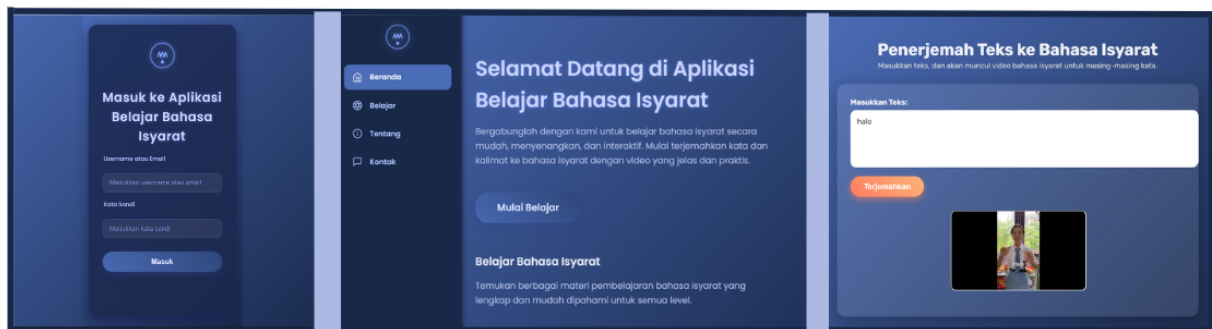 Masuk ke Aplikasi
Belajar Bahasa
Isyarat
Username atau Email
Masukkan username atau email
Kata Sandi
Masukkan kata sandi
Masuk
Beranda
Belajar
Tentang
Kontak
Selamat Datang di Aplikasi
Belajar Bahasa Isyarat
Bergabunglah dengan kami untuk belajar bahasa isyarat secara
mudah, menyenangkan, dan interaktif. Mulai terjemahkan kata dan
kalimat ke bahasa isyarat dengan video yang jelas dan praktis.
Mulai Belajar
Belajar Bahasa Isyarat
Temukan berbagai materi pembelajaran bahasa isyarat yang
lengkap dan mudah dipahami untuk semua level.
Penerjemah Teks ke Bahasa Isyarat
Masukkan teks, dan akan muncul video bahasa isyarat untuk masing-masing kata.
Masukkan Teks:
halo
Terjemahkan